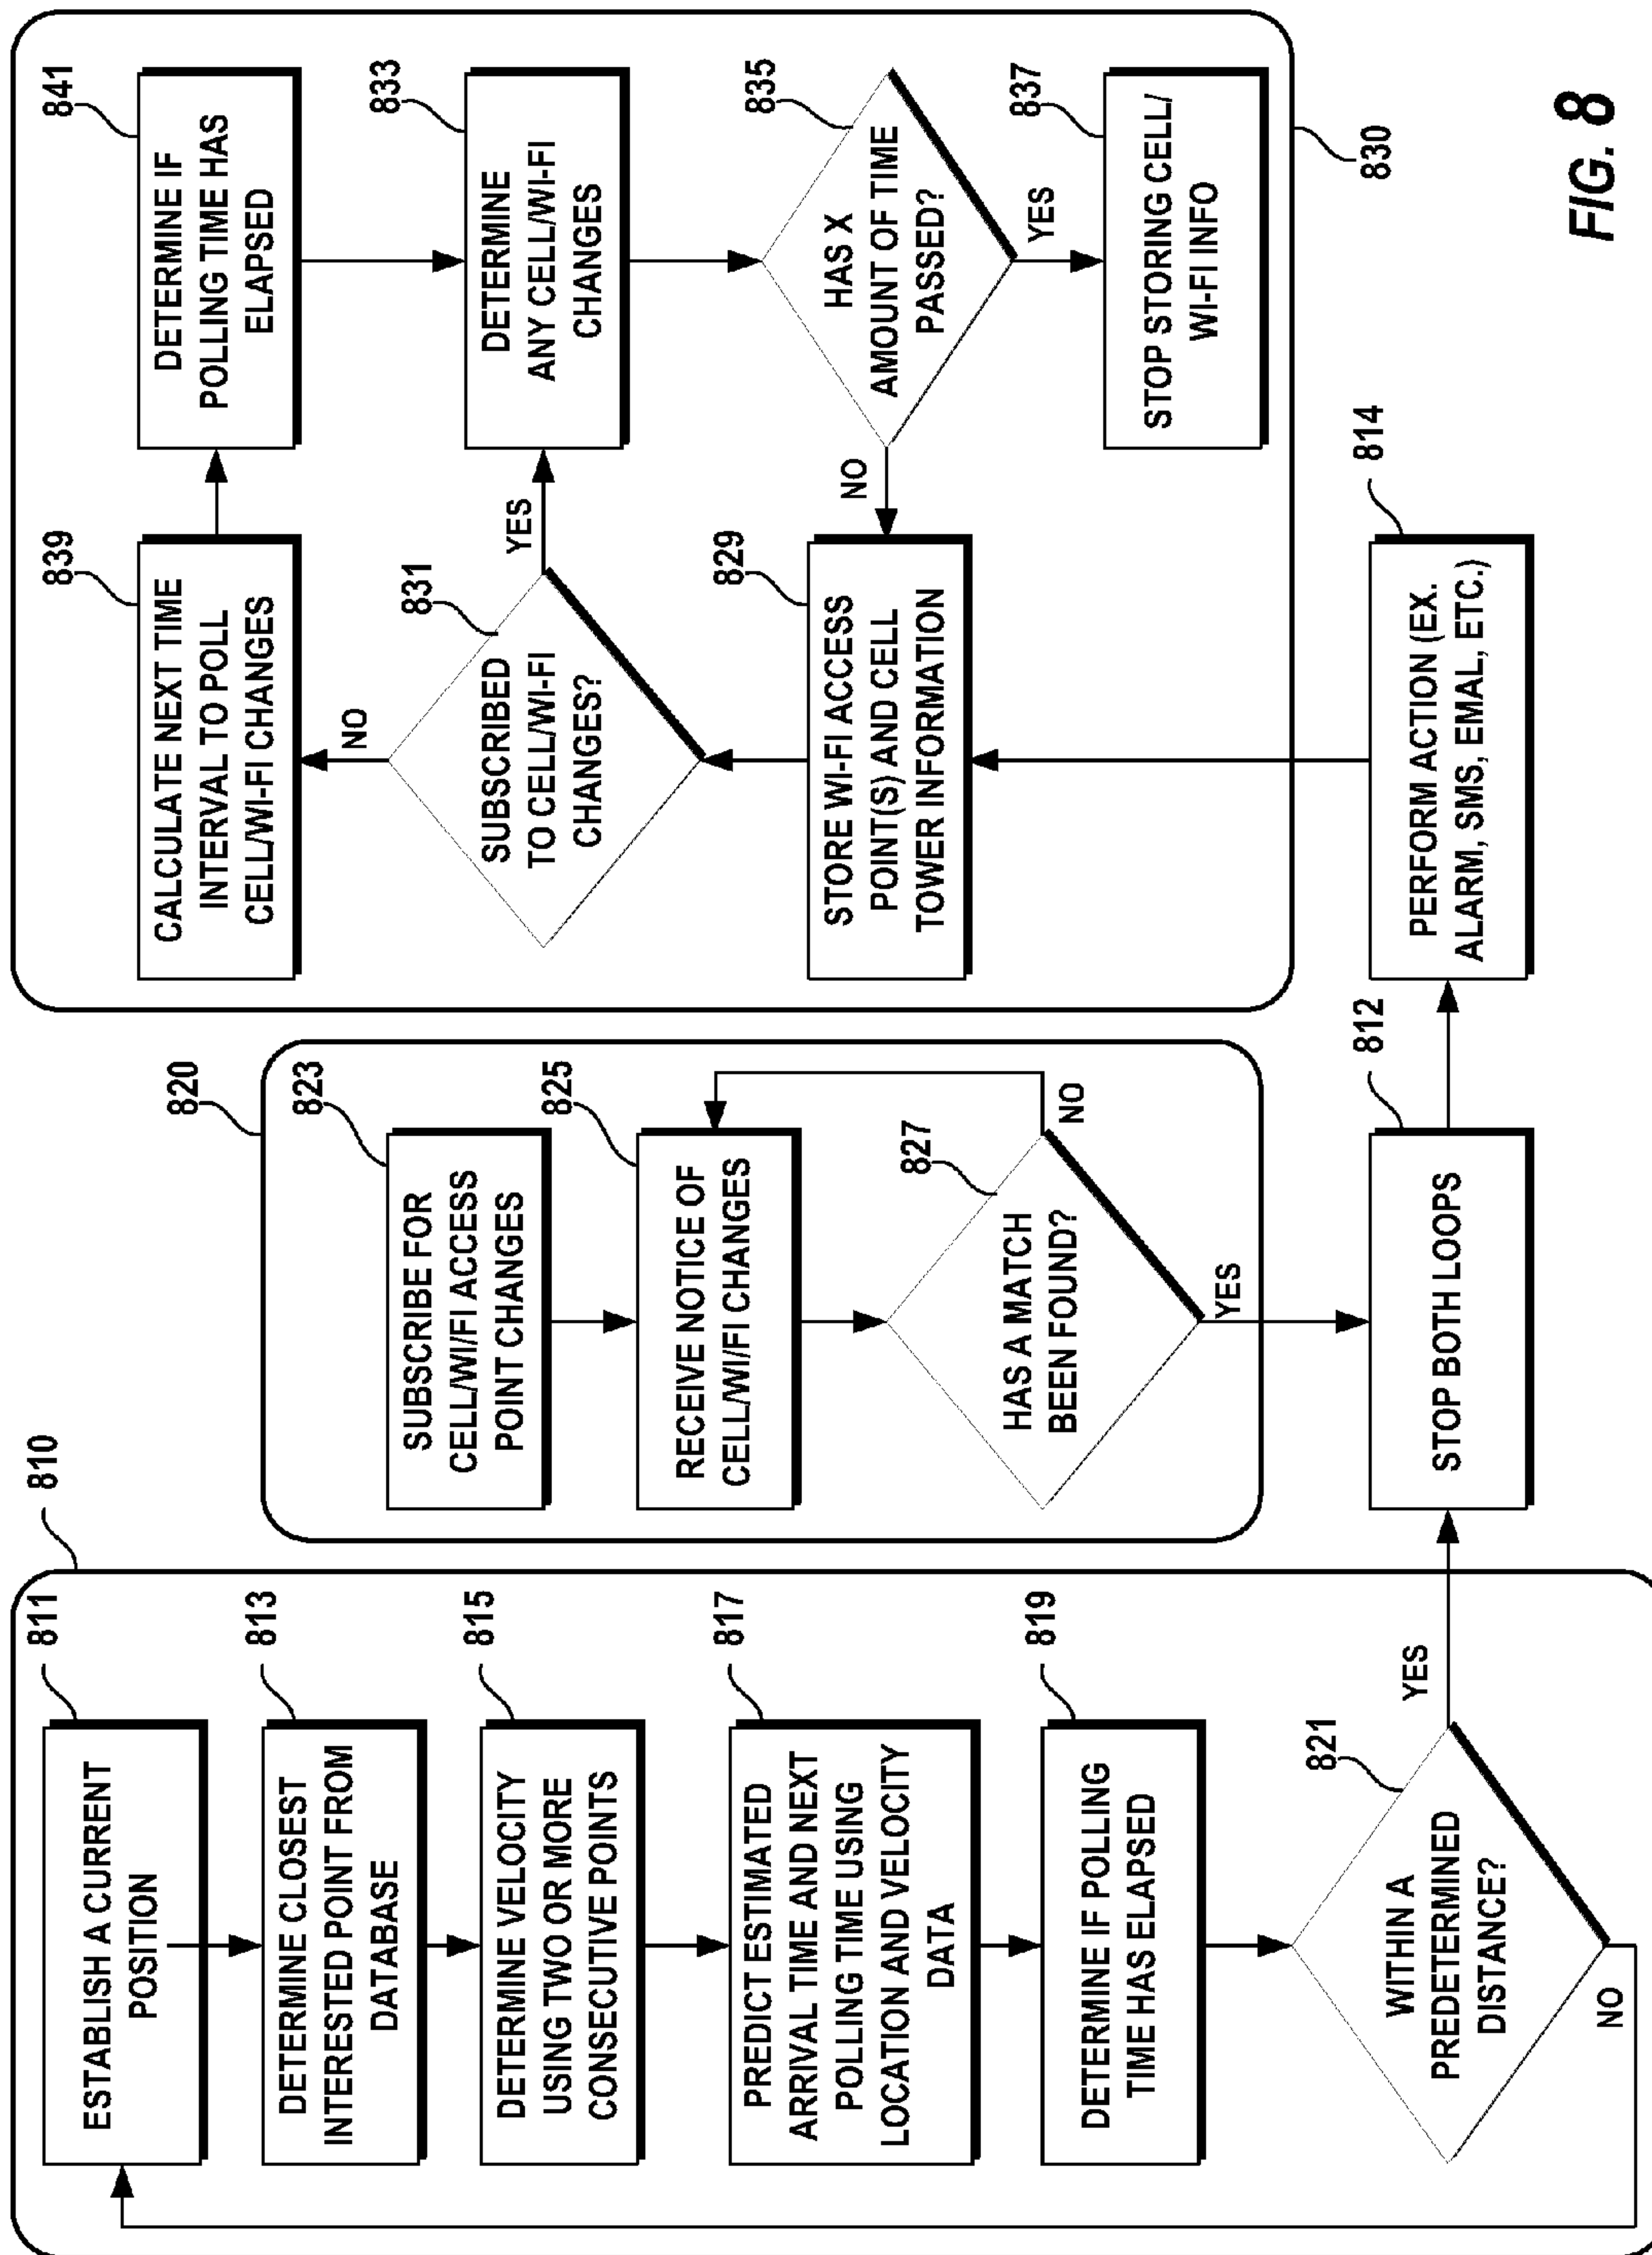 810
811
ESTABLISH A CURRENT
POSITION
813
DETERMINE CLOSEST
INTERESTED POINT FROM
DATABASE
815
DETERMINE VELOCITY
USING TWO OR MORE
CONSECUTIVE POINTS
817
PREDICT ESTIMATED
ARRIVAL TIME AND NEXT
POLLING TIME USING
LOCATION AND VELOCITY
DATA
819
DETERMINE IF POLLING
TIME HAS ELAPSED
821
WITHIN A
PREDETERMINED
DISTANCE?
YES
NO
820
823
SUBSCRIBE FOR
CELL/WI/FI ACCESS
POINT CHANGES
825
RECEIVE NOTICE OF
CELL/WI/FI CHANGES
827
HAS A MATCH
BEEN FOUND?
NO
YES
812
STOP BOTH LOOPS
814
PERFORM ACTION (EX.
ALARM, SMS, EMAL, ETC.)
839
CALCULATE NEXT TIME
INTERVAL TO POLL
CELL/WI-FI CHANGES
NO
831
SUBSCRIBED
TO CELL/WI-FI
CHANGES?
YES
829
STORE WI-FI ACCESS
POINT(S) AND CELL
TOWER INFORMATION
841
DETERMINE IF
POLLING TIME HAS
ELAPSED
833
DETERMINE
ANY CELL/WI-FI
CHANGES
835
HAS X
AMOUNT OF TIME
PASSED?
NO
YES
837
STOP STORING CELL/
WI-FI INFO
830
FIG. 8